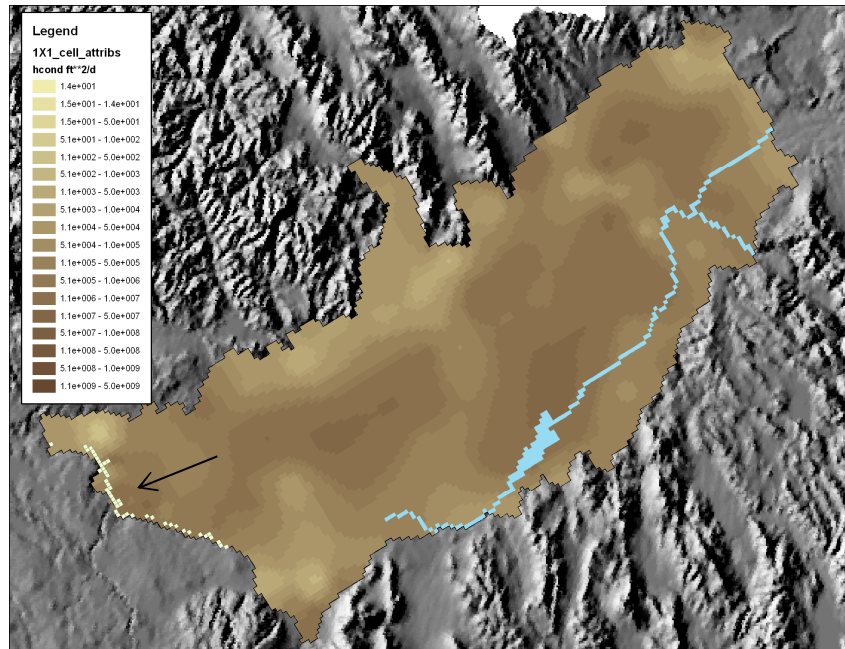 Legend
1X1_cell_attribs
hcond ft**2/d
1.4e+001
1.5e+001 - 1.4e+001
1.5e+001 - 5.0e+001
5.1e+001 - 1.0e+002
1.1e+002 - 5.0e+002
5.1e+002 - 1.0e+003
1.1e+003 - 5.0e+003
5.1e+003 - 1.0e+004
1.1e+004 - 5.0e+004
5.1e+004 - 1.0e+005
1.1e+005 - 5.0e+005
5.1e+005 - 1.0e+006
1.1e+006 - 1.0e+007
1.1e+007 - 5.0e+007
5.1e+007 - 1.0e+008
1.1e+008 - 5.0e+008
5.1e+008 - 1.0e+009
1.1e+009 - 5.0e+009